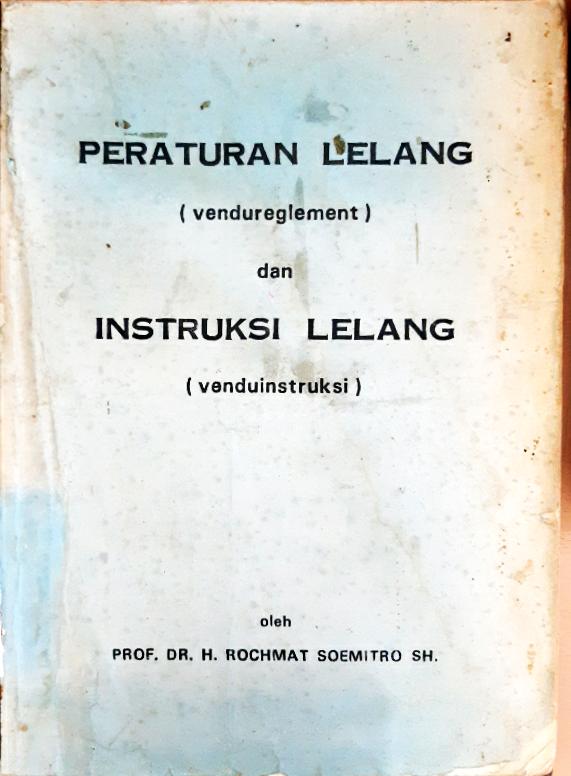 PERATURAN LELANG
( vendureglement )
dan
INSTRUKSI LELANG
( venduinstruksi )
oleh
PROF. DR. H. ROCHMAT SOEMITRO SH.